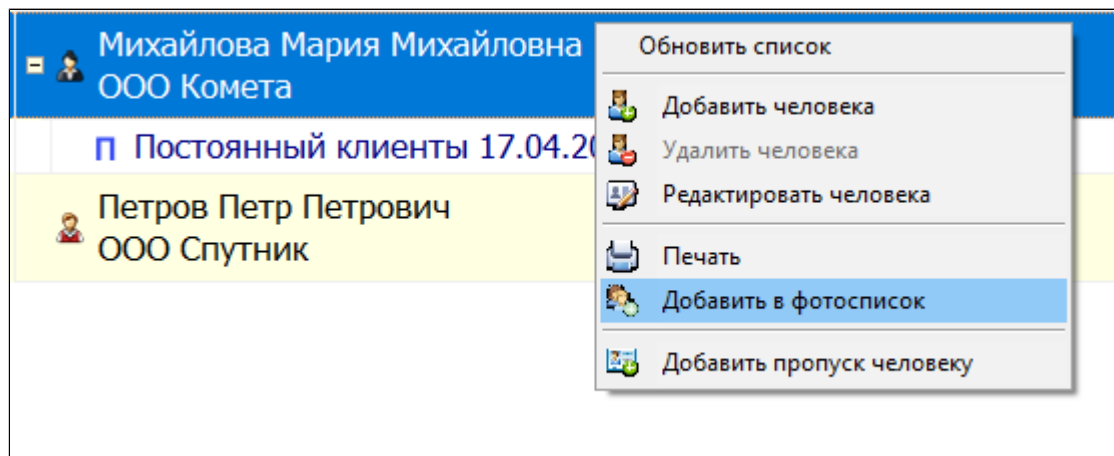 Михайлова Мария Михайловна
ООО Комета
П Постоянный клиенты 17.04.20
Петров Петр Петрович
ООО Спутник
Обновить список
Добавить человека
Удалить человека
Редактировать человека
Печать
Добавить в фотосписок
Добавить пропуск человеку